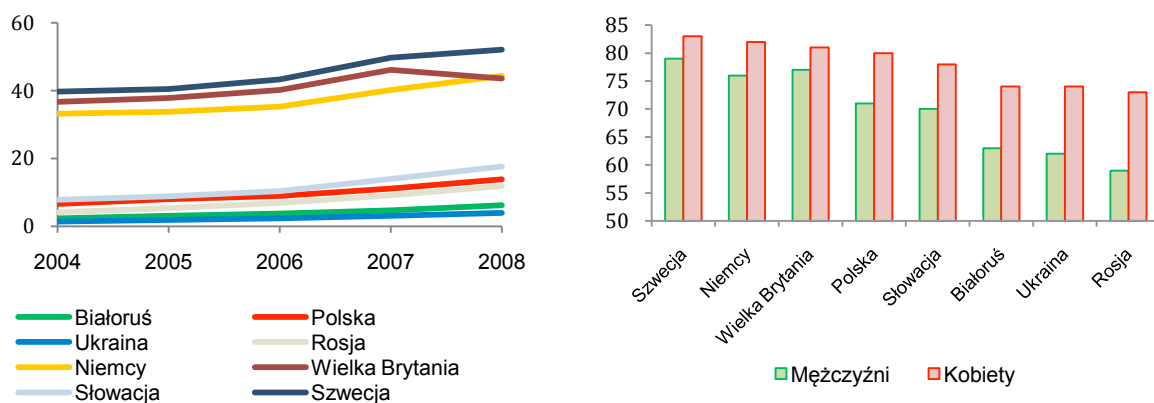 60
40
20
0
2004 2005 2006 2007 2008
Białoruś Polska
Ukraina Rosja
Niemcy Wielka Brytania
Słowacja Szwecja
85
80
75
70
65
60
55
50
Szwecja
Niemcy
Wielka Brytania
Polska
Słowacja
Białoruś
Ukraina
Rosja
Mężczyźni Kobiety